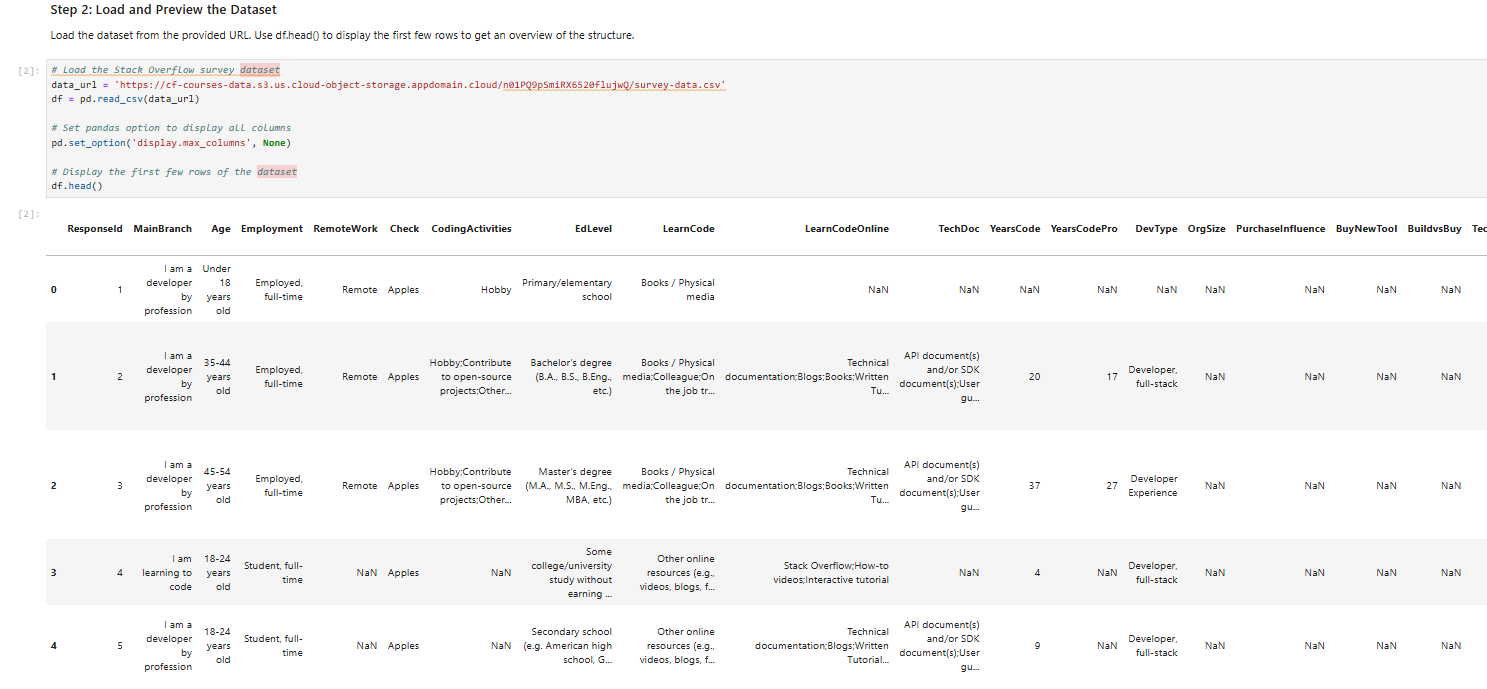 Step 2: Load and Preview the Dataset
Load the dataset from the provided URL. Use df.head() to display the first few rows to get an overview of the structure.
[2]:
# Load the Stack Overflow survey dataset
data_url = 'https://cf-courses-data.s3.us.cloud-object-storage.appdomain.cloud/n01PQ9pSmiRX6520flujwQ/survey-data.csv'
df = pd.read_csv(data_url)
# Set pandas option to display all columns
pd.set_option('display.max_columns', None)
# Display the first few rows of the dataset
df.head()
[2]:
ResponseId MainBranch Age Employment RemoteWork Check CodingActivities EdLevel LearnCode LearnCodeOnline TechDoc YearsCode YearsCodePro DevType OrgSize PurchaseInfluence BuyNewTool BuildvsBuy Tec
I am a Under
developer 18 Employed, Primary/elementary Books / Physical
0 1 by years full-time Remote Apples Hobby school media NaN NaN NaN NaN NaN NaN NaN NaN NaN
profession old
I am a API document(s)
developer 35-44 Employed, Hobby;Contribute Bachelor's degree Books / Physical Technical and/or SDK Developer,
1 2 by years full-time Remote Apples to open-source (B.A., B.S., B.Eng., media;Colleague;On documentation;Blogs;Books;Written document(s);User 20 17 full-stack NaN NaN NaN NaN
profession old projects;Other... etc.) the job tr... Tu... gu...
I am a API document(s)
developer 45-54 Employed, Hobby;Contribute Master's degree Books / Physical Technical and/or SDK Developer
2 3 by years full-time Remote Apples to open-source (M.A., M.S., M.Eng., media;Colleague;On documentation;Blogs;Books;Written document(s);User 37 27 Experience NaN NaN NaN NaN
profession old projects;Other... MBA, etc.) the job tr... Tu... gu...
Some
I am 18-24 Student, full- college/university Other online Stack Overflow;How-to Developer,
3 4 learning to years time NaN Apples NaN study without resources (e.g., videos;Interactive tutorial NaN 4 NaN full-stack NaN NaN NaN NaN
code old earning ... videos, blogs, f...
I am a API document(s)
developer 18-24 Student, full- Secondary school Other online Technical and/or SDK Developer,
4 5 by years time NaN Apples NaN (e.g. American high resources (e.g., documentation;Blogs;Written document(s);User 9 NaN full-stack NaN NaN NaN NaN
profession old school, G... videos, blogs, f... Tutorial... gu...